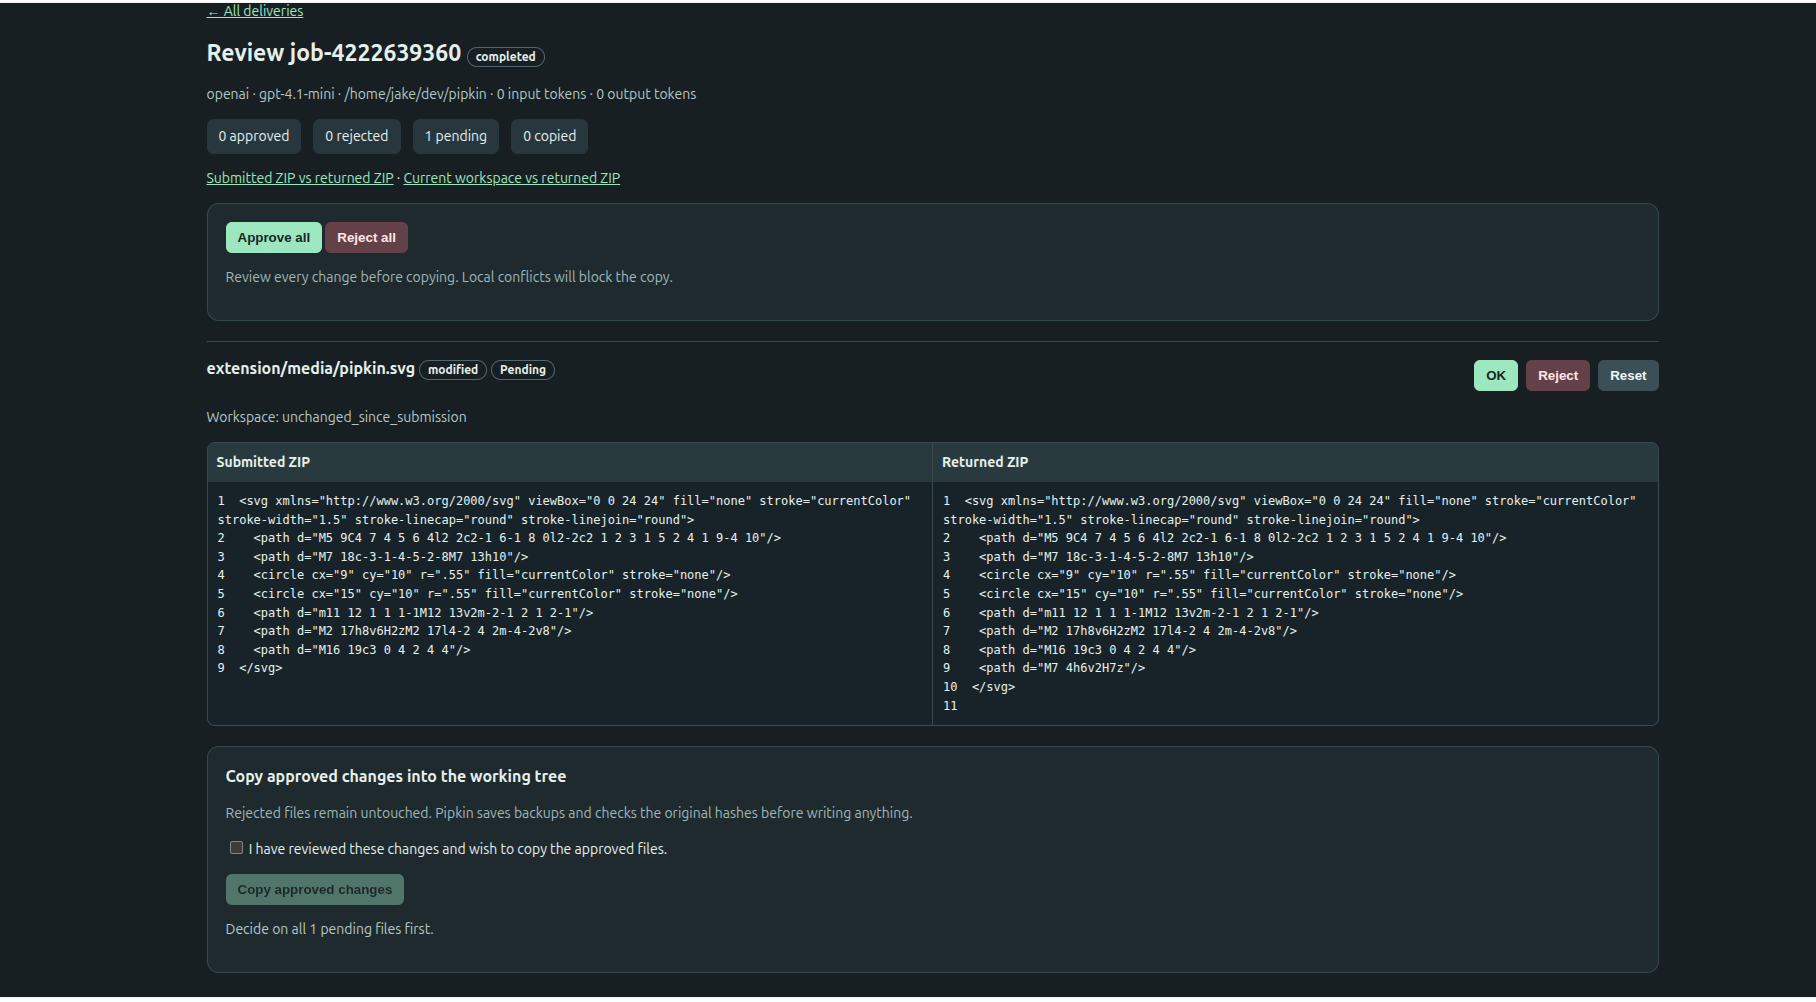 ← All deliveries
Review job-4222639360 completed
openai · gpt-4.1-mini · /home/jake/dev/pipkin · 0 input tokens · 0 output tokens
0 approved 0 rejected 1 pending 0 copied
Submitted ZIP vs returned ZIP · Current workspace vs returned ZIP
Approve all Reject all
Review every change before copying. Local conflicts will block the copy.
extension/media/pipkin.svg modified Pending OK Reject Reset
Workspace: unchanged_since_submission
Submitted ZIP
1 <svg xmlns="http://www.w3.org/2000/svg" viewBox="0 0 24 24" fill="none" stroke="currentColor"
stroke-width="1.5" stroke-linecap="round" stroke-linejoin="round">
2 <path d="M5 9C4 7 4 5 6 4l2 2c2-1 6-1 8 0l2-2c2 1 2 3 1 5 2 4 1 9-4 10"/>
3 <path d="M7 18c-3-1-4-5-2-8M7 13h10"/>
4 <circle cx="9" cy="10" r=".55" fill="currentColor" stroke="none"/>
5 <circle cx="15" cy="10" r=".55" fill="currentColor" stroke="none"/>
6 <path d="m11 12 1 1 1-1M12 13v2m-2-1 2 1 2-1"/>
7 <path d="M2 17h8v6H2zM2 17l4-2 4 2m-4-2v8"/>
8 <path d="M16 19c3 0 4 2 4 4"/>
9 </svg>
Returned ZIP
1 <svg xmlns="http://www.w3.org/2000/svg" viewBox="0 0 24 24" fill="none" stroke="currentColor"
stroke-width="1.5" stroke-linecap="round" stroke-linejoin="round">
2 <path d="M5 9C4 7 4 5 6 4l2 2c2-1 6-1 8 0l2-2c2 1 2 3 1 5 2 4 1 9-4 10"/>
3 <path d="M7 18c-3-1-4-5-2-8M7 13h10"/>
4 <circle cx="9" cy="10" r=".55" fill="currentColor" stroke="none"/>
5 <circle cx="15" cy="10" r=".55" fill="currentColor" stroke="none"/>
6 <path d="m11 12 1 1 1-1M12 13v2m-2-1 2 1 2-1"/>
7 <path d="M2 17h8v6H2zM2 17l4-2 4 2m-4-2v8"/>
8 <path d="M16 19c3 0 4 2 4 4"/>
9 <path d="M7 4h6v2H7z"/>
10 </svg>
11
Copy approved changes into the working tree
Rejected files remain untouched. Pipkin saves backups and checks the original hashes before writing anything.
I have reviewed these changes and wish to copy the approved files.
Copy approved changes
Decide on all 1 pending files first.